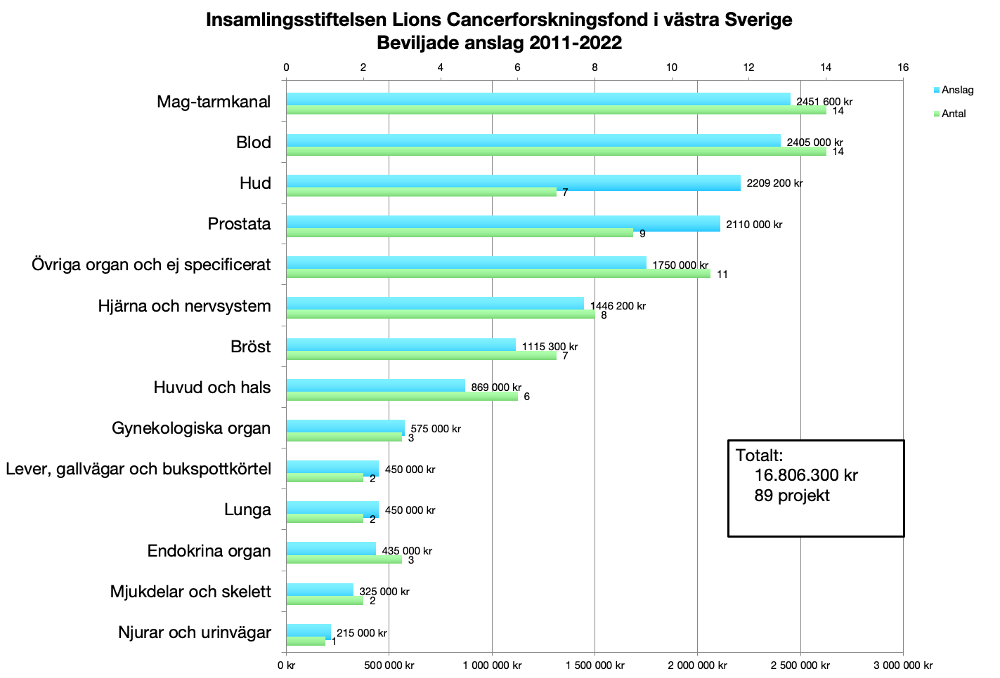 Insamlingsstiftelsen Lions Cancerforskningsfond i västra Sverige
Beviljade anslag 2011-2022
0 2 4 6 8 10 12 14 16
Anslag
Antal
Mag-tarmkanal 2451 600 kr 14
Blod 2405 000 kr 14
Hud 2209 200 kr 7
Prostata 2110 000 kr 9
Övriga organ och ej specificerat 1750 000 kr 11
Hjärna och nervsystem 1446 200 kr 8
Bröst 1115 300 kr 7
Huvud och hals 869 000 kr 6
Gynekologiska organ 575 000 kr 3
Lever, gallvägar och bukspottkörtel 450 000 kr 2
Lunga 450 000 kr 2
Endokrina organ 435 000 kr 3
Mjukdelar och skelett 325 000 kr 2
Njurar och urinvägar 215 000 kr 1
Totalt:
16.806.300 kr
89 projekt
0 kr 500 000 kr 1 000 000 kr 1 500 000 kr 2 000 000 kr 2 500 000 kr 3 000 000 kr